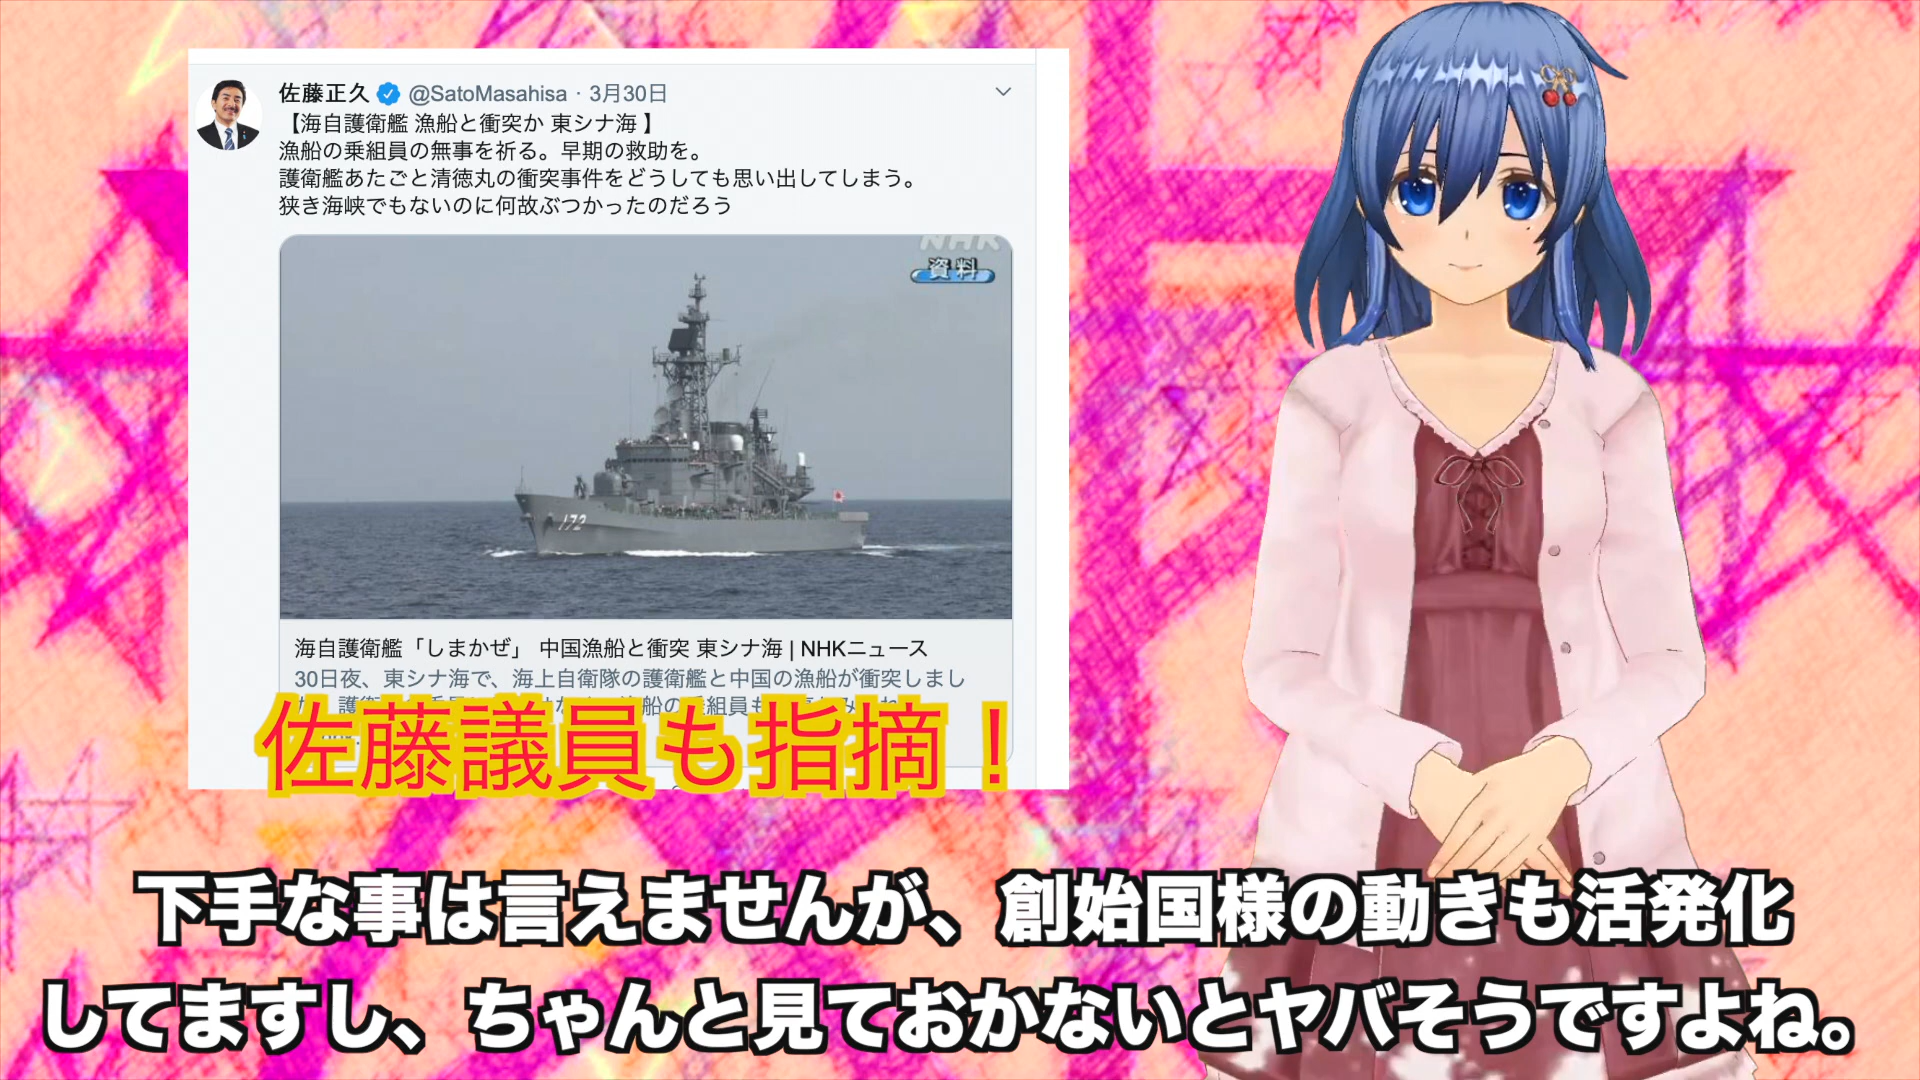 佐藤正久 @SatoMasahisa · 3月30日
【海自護衛艦 漁船と衝突か 東シナ海 】
漁船の乗組員の無事を祈る。早期の救助を。
護衛艦あたごと清徳丸の衝突事件をどうしても思い出してしまう。
狭き海峡でもないのに何故ぶつかったのだろう
NHK
資料
172
海自護衛艦「しまかぜ」 中国漁船と衝突 東シナ海 | NHKニュース
30日夜、東シナ海で、海上自衛隊の護衛艦と中国の漁船が衝突しまし
佐藤議員も指摘！
下手な事は言えませんが、創始国様の動きも活発化
してますし、ちゃんと見ておかないとヤバそうですよね。